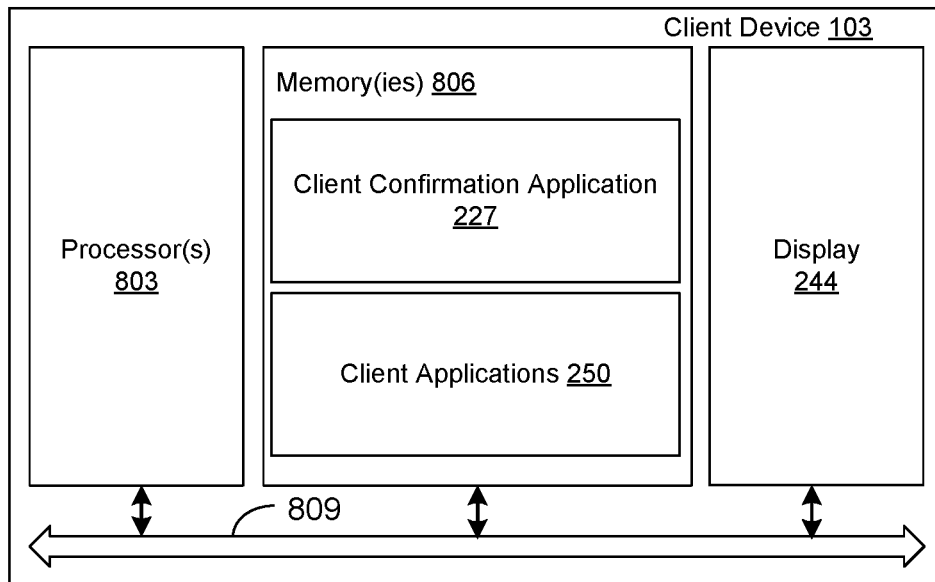 Client Device 103
Memory(ies) 806
Client Confirmation Application
227
Processor(s)
803
Display
244
Client Applications 250
809